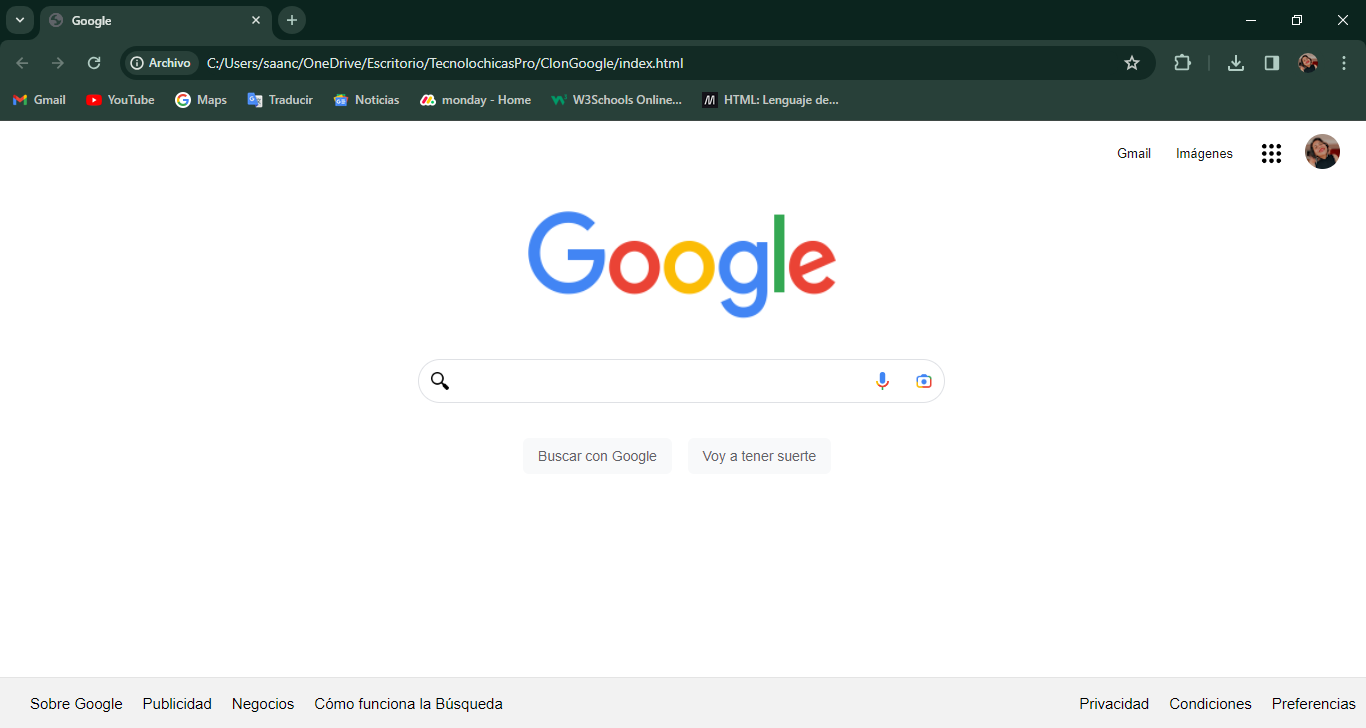 Google
Archivo C:/Users/saanc/OneDrive/Escritorio/TecnolochicasPro/ClonGoogle/index.html
Gmail YouTube Maps Traducir Noticias monday - Home W3Schools Online... HTML: Lenguaje de...
Gmail Imágenes
Google
Buscar con Google Voy a tener suerte
Sobre Google Publicidad Negocios Cómo funciona la Búsqueda Privacidad Condiciones Preferencias